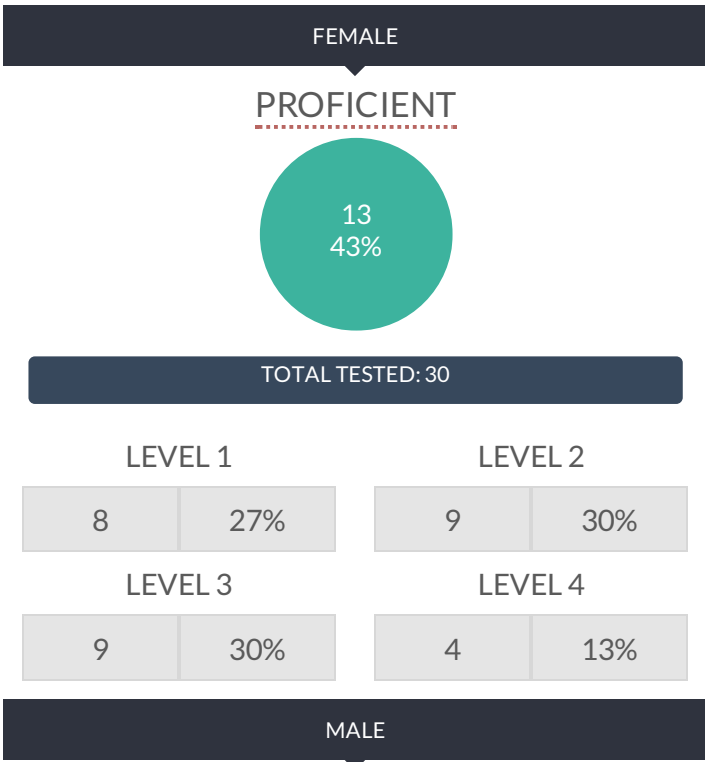 FEMALE
PROFICIENT
13
43%
TOTAL TESTED: 30
LEVEL 1
8 27%
LEVEL 2
9 30%
LEVEL 3
9 30%
LEVEL 4
4 13%
MALE